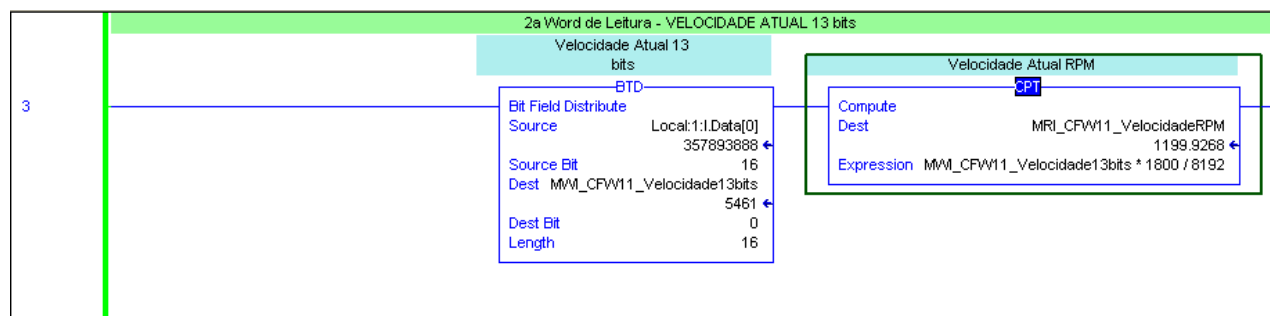 2a Word de Leitura - VELOCIDADE ATUAL 13 bits
Velocidade Atual 13
bits
BTD
Bit Field Distribute
Source Local:1:I.Data[0]
357893888
Source Bit 16
Dest MWI_CFW11_Velocidade13bits
5461
Dest Bit 0
Length 16
Velocidade Atual RPM
CPT
Compute
Dest MRI_CFW11_VelocidadeRPM
1199.9268
Expression MWI_CFW11_Velocidade13bits * 1800 / 8192
3